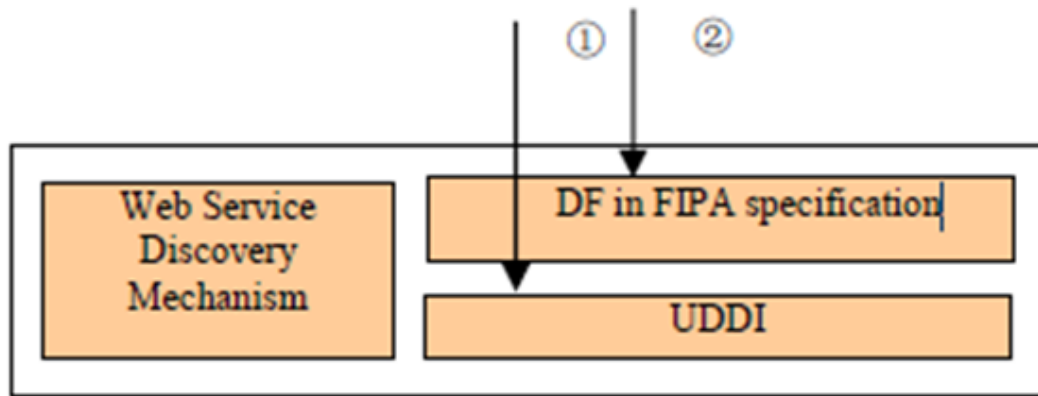 ① ②
Web Service
Discovery
Mechanism
DF in FIPA specification
UDDI